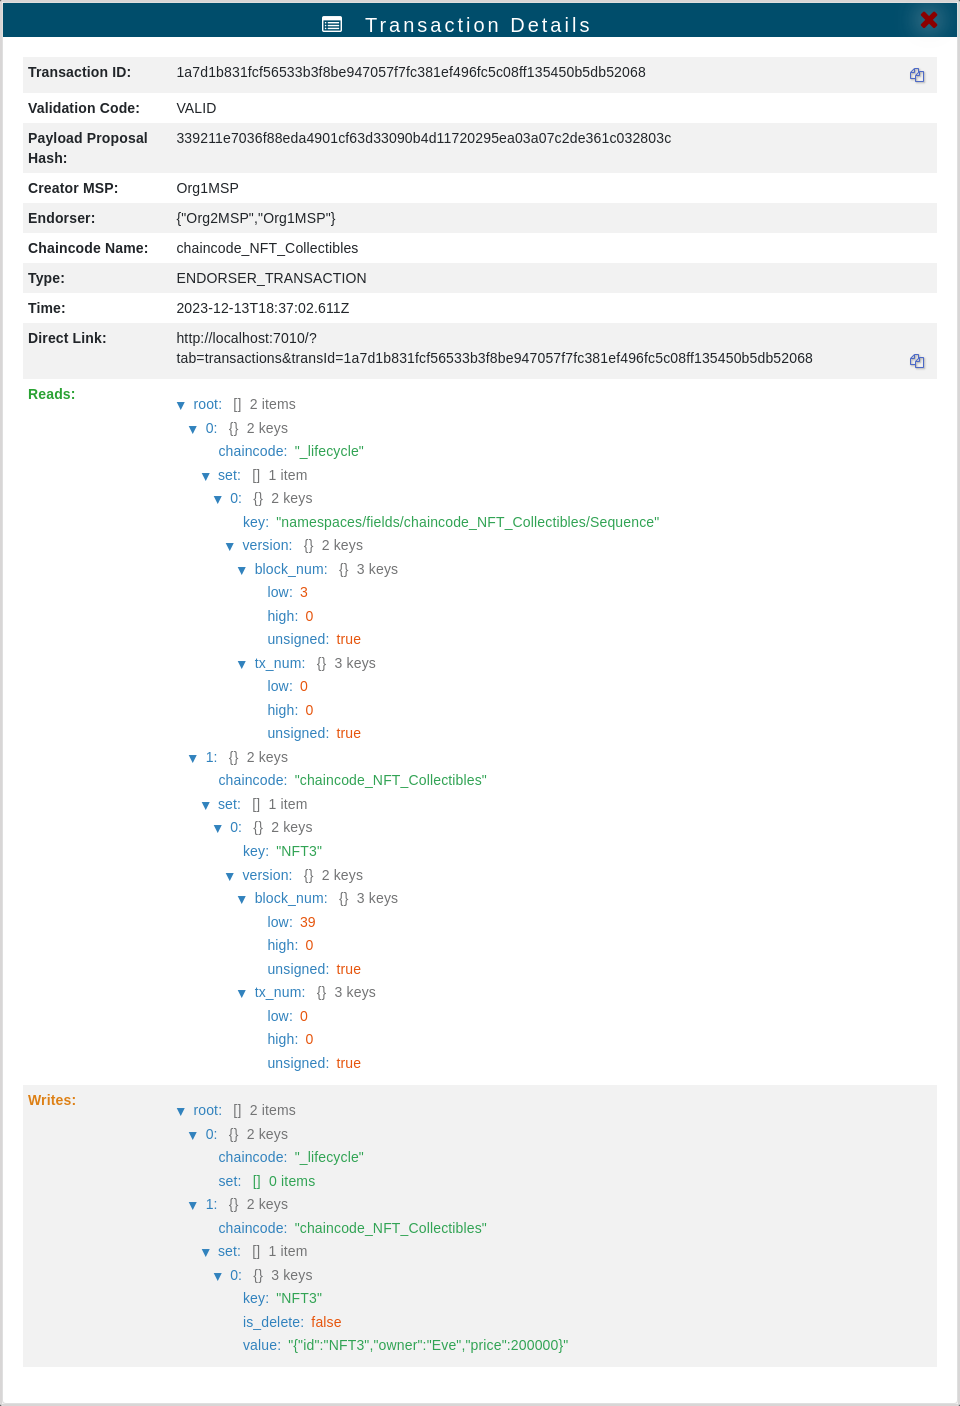 Transaction Details
Transaction ID: 1a7d1b831fcf56533b3f8be947057f7fc381ef496fc5c08ff135450b5db52068
Validation Code: VALID
Payload Proposal Hash: 339211e7036f88eda4901cf63d33090b4d11720295ea03a07c2de361c032803c
Creator MSP: Org1MSP
Endorser: {"Org2MSP","Org1MSP"}
Chaincode Name: chaincode_NFT_Collectibles
Type: ENDORSER_TRANSACTION
Time: 2023-12-13T18:37:02.611Z
Direct Link: http://localhost:7010/?
tab=transactions&transId=1a7d1b831fcf56533b3f8be947057f7fc381ef496fc5c08ff135450b5db52068
Reads:
▼ root: [] 2 items
▼ 0: {} 2 keys
chaincode: "_lifecycle"
▼ set: [] 1 item
▼ 0: {} 2 keys
key: "namespaces/fields/chaincode_NFT_Collectibles/Sequence"
▼ version: {} 2 keys
▼ block_num: {} 3 keys
low: 3
high: 0
unsigned: true
▼ tx_num: {} 3 keys
low: 0
high: 0
unsigned: true
▼ 1: {} 2 keys
chaincode: "chaincode_NFT_Collectibles"
▼ set: [] 1 item
▼ 0: {} 2 keys
key: "NFT3"
▼ version: {} 2 keys
▼ block_num: {} 3 keys
low: 39
high: 0
unsigned: true
▼ tx_num: {} 3 keys
low: 0
high: 0
unsigned: true
Writes:
▼ root: [] 2 items
▼ 0: {} 2 keys
chaincode: "_lifecycle"
set: [] 0 items
▼ 1: {} 2 keys
chaincode: "chaincode_NFT_Collectibles"
▼ set: [] 1 item
▼ 0: {} 3 keys
key: "NFT3"
is_delete: false
value: "{"id":"NFT3","owner":"Eve","price":200000}"